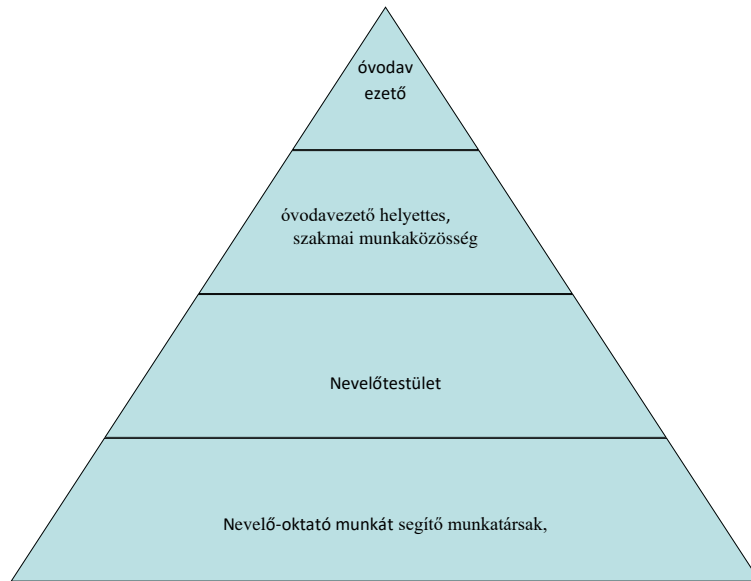 óvodav
ezető
óvodavezető helyettes,
szakmai munkaközösség
Nevelőtestület
Nevelő-oktató munkát segítő munkatársak,